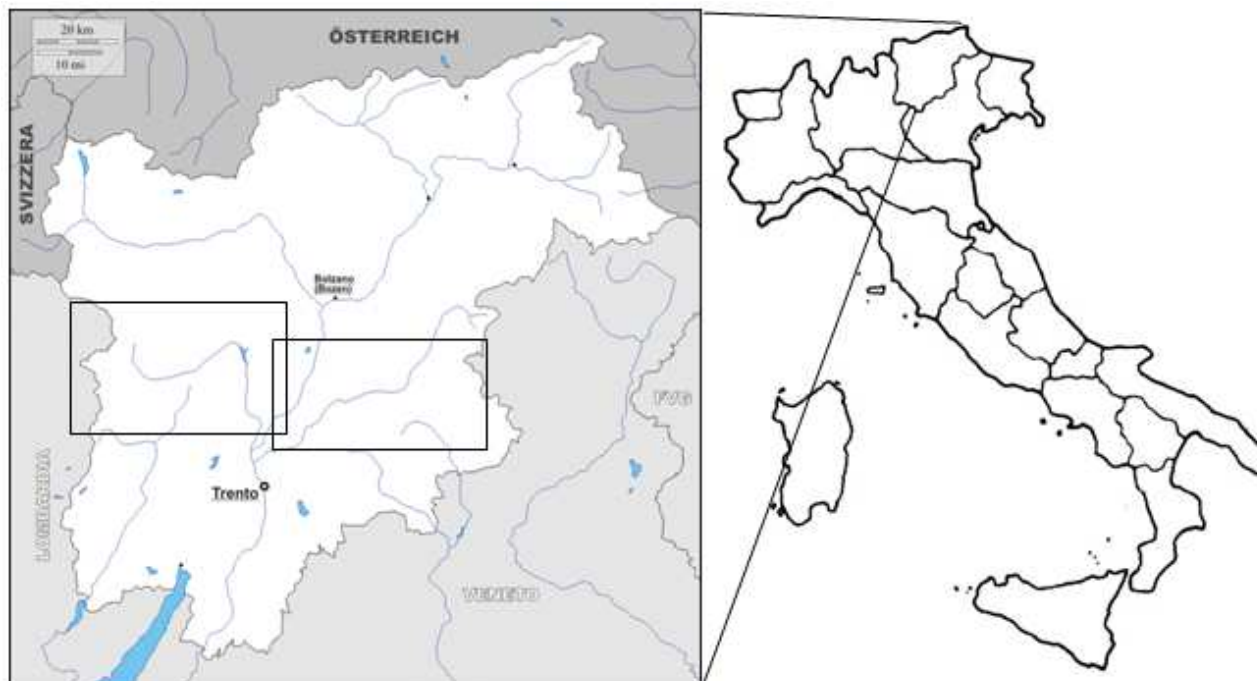 20 km
10 mi
ÖSTERREICH
SVIZZERA
Bolzano
(Bozen)
FVG
LOMBARDIA
Trento
VENETO